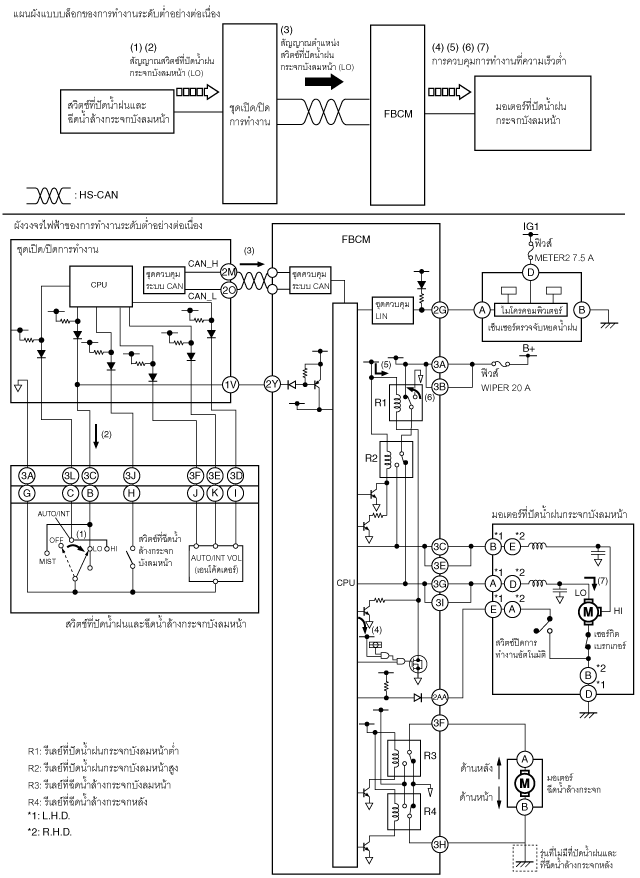 แผนผังแบบบล็อกของการทำงานระดับต่ำอย่างต่อเนื่อง
(1) (2)
สัญญาณสวิตช์ที่ปัดน้ำฝน
กระจกบังลมหน้า (LO)
(3)
สัญญาณตำแหน่ง
สวิตช์ที่ปัดน้ำฝน
กระจกบังลมหน้า (LO)
(4) (5) (6) (7)
การควบคุมการทำงานที่ความเร็วต่ำ
สวิตช์ที่ปัดน้ำฝนและ
ฉีดน้ำล้างกระจกบังลมหน้า
ชุดเปิด/ปิด
การทำงาน
FBCM
มอเตอร์ที่ปัดน้ำฝน
กระจกบังลมหน้า
: HS-CAN
ผังวงจรไฟฟ้าของการทำงานระดับต่ำอย่างต่อเนื่อง
ชุดเปิด/ปิดการทำงาน
CPU
ชุดควบคุม
ระบบ CAN
CAN_H
CAN_L
2M
2O
(3)
FBCM
ชุดควบคุม
ระบบ CAN
ชุดควบคุม
LIN
2G
IG1
ฟิวส์
METER2 7.5 A
D
A
B
ไมโครคอมพิวเตอร์
เซ็นเซอร์ตรวจจับหยดน้ำฝน
B+
ฟิวส์
WIPER 20 A
3A
3B
1V
2Y
(5)
(6)
R1
R2
(2)
3A
3L
3C
3J
3F
3E
3D
G
C
B
H
J
K
I
AUTO/INT
(1)
OFF
LO
HI
MIST
สวิตช์ที่ฉีดน้ำ
ล้างกระจก
บังลมหน้า
AUTO/INT VOL
(เอนโค้ดเดอร์)
สวิตช์ที่ปัดน้ำฝนและฉีดน้ำล้างกระจกบังลมหน้า
CPU
(4)
3C
3E
3G
3I
2AA
3F
3H
มอเตอร์ที่ปัดน้ำฝนกระจกบังลมหน้า
*1
*2
B
E
*1
*2
A
D
*1
*2
E
A
LO
(7)
M
HI
สวิตช์ปิดการ
ทำงานอัตโนมัติ
เซอร์กิต
เบรกเกอร์
B
*2
D
*1
R3
R4
ด้านหลัง
ด้านหน้า
A
M
B
มอเตอร์
ฉีดน้ำล้างกระจก
รุ่นที่ไม่มีที่ปัดน้ำฝนและ
ที่ฉีดน้ำล้างกระจกหลัง
R1: รีเลย์ที่ปัดน้ำฝนกระจกบังลมหน้าต่ำ
R2: รีเลย์ที่ปัดน้ำฝนกระจกบังลมหน้าสูง
R3: รีเลย์ที่ฉีดน้ำล้างกระจกบังลมหน้า
R4: รีเลย์ที่ฉีดน้ำล้างกระจกหลัง
*1: L.H.D.
*2: R.H.D.